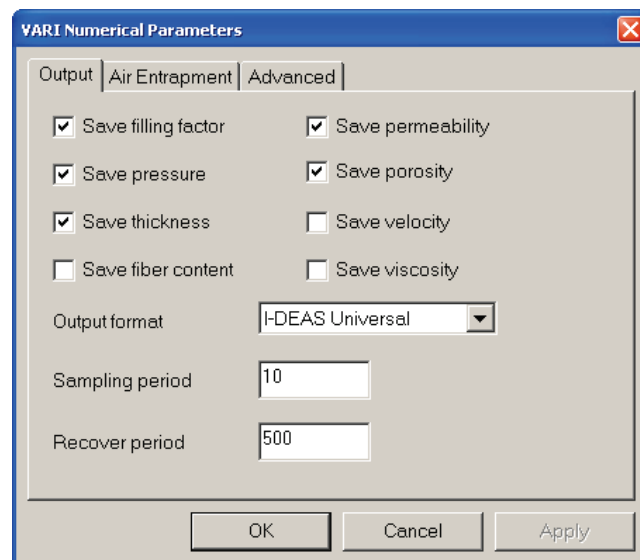 VARI Numerical Parameters
Output Air Entrapment Advanced
Save filling factor Save permeability
Save pressure Save porosity
Save thickness Save velocity
Save fiber content Save viscosity
Output format I-DEAS Universal
Sampling period 10
Recover period 500
OK Cancel Apply